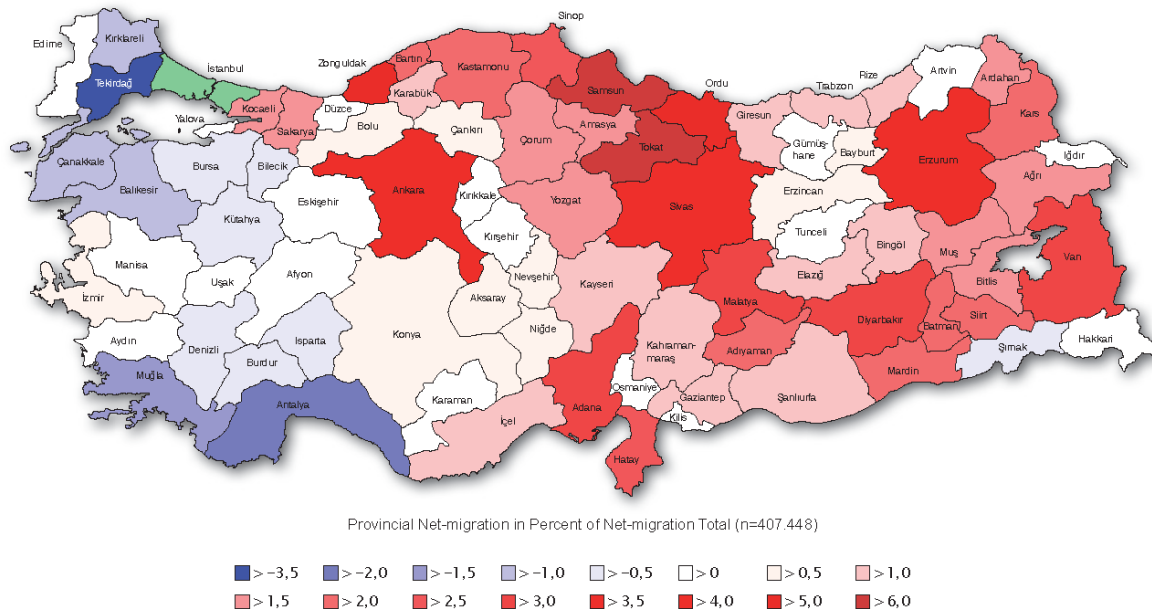 Sinop
Edirne
Kırklareli
İstanbul
Zonguldak
Bartın
Kastamonu
Samsun
Ordu
Rize
Trabzon
Artvin
Ardahan
Tekirdağ
Kocaeli
Düzce
Karabük
Giresun
Kars
Yalova
Sakarya
Bolu
Çankırı
Çorum
Amasya
Tokat
Gümüş-
hane
Bayburt
Erzurum
Iğdır
Çanakkale
Bursa
Bilecik
Ankara
Ağrı
Balıkesir
Eskişehir
Kırıkkale
Yozgat
Sivas
Erzincan
Kütahya
Kırşehir
Tunceli
Bingöl
Muş
Van
Manisa
Uşak
Afyon
Nevşehir
Kayseri
Elazığ
Bitlis
İzmir
Aksaray
Malatya
Diyarbakır
Batman
Siirt
Aydın
Denizli
Isparta
Konya
Niğde
Kahraman-
maraş
Adıyaman
Şırnak
Hakkari
Muğla
Burdur
Mardin
Antalya
Karaman
Osmaniye
Gaziantep
Şanlıurfa
İçel
Adana
Kilis
Hatay
Provincial Net-migration in Percent of Net-migration Total (n=407.448)
> -3,5 > -2,0 > -1,5 > -1,0 > -0,5 > 0 > 0,5 > 1,0
> 1,5 > 2,0 > 2,5 > 3,0 > 3,5 > 4,0 > 5,0 > 6,0